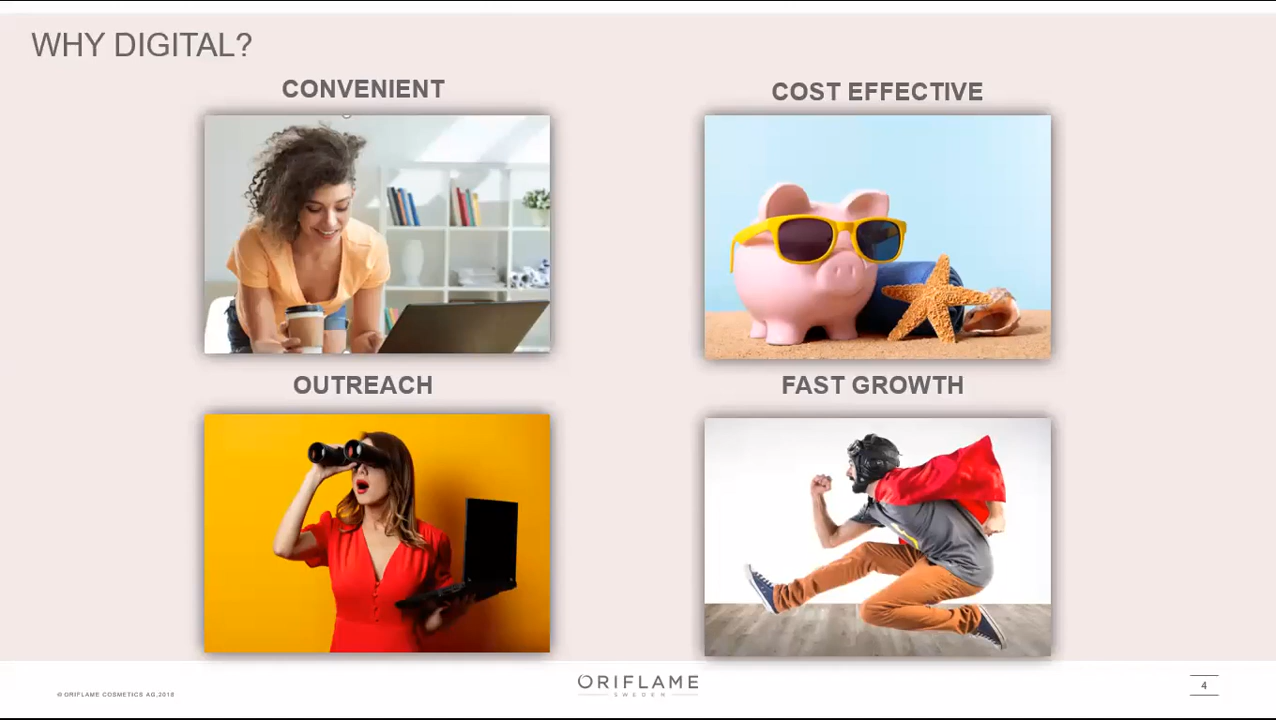 WHY DIGITAL?
CONVENIENT
COST EFFECTIVE
OUTREACH
FAST GROWTH
© ORIFLAME COSMETICS AG,2018
ORIFLAME
SWEDEN
4